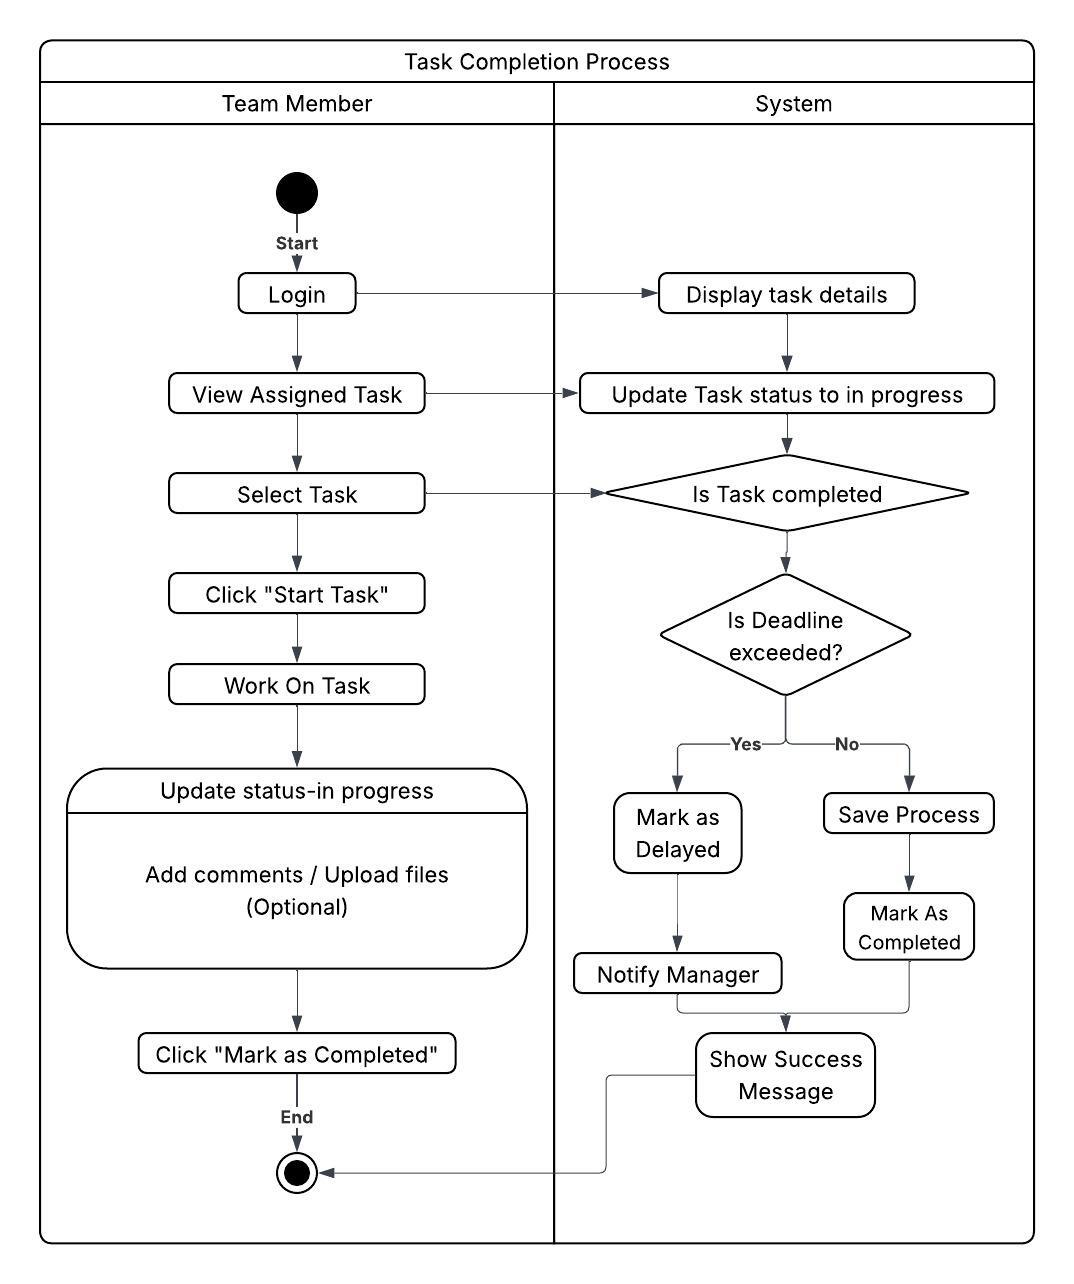 Task Completion Process
Team Member
System
Start
Login
Display task details
View Assigned Task
Update Task status to in progress
Select Task
Is Task completed
Click "Start Task"
Is Deadline
exceeded?
Work On Task
Yes
No
Update status-in progress
Mark as
Delayed
Save Process
Add comments / Upload files
(Optional)
Mark As
Completed
Notify Manager
Click "Mark as Completed"
Show Success
Message
End